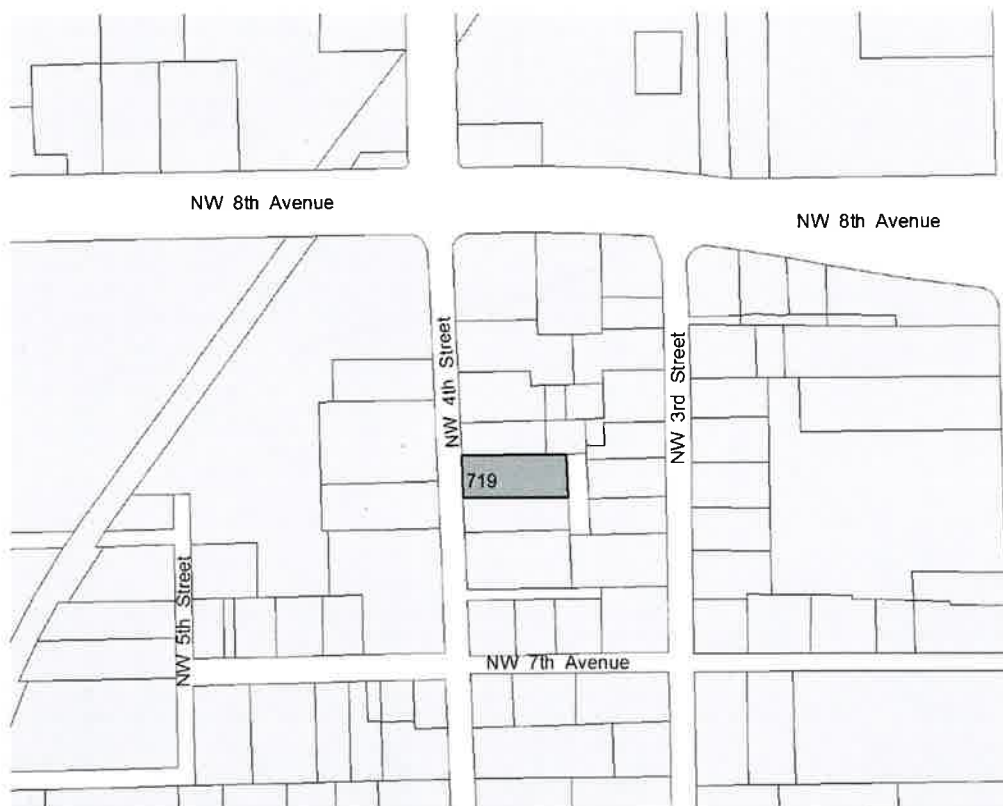 NW 8th Avenue
NW 8th Avenue
NW 4th Street
NW 3rd Street
719
NW 5th Street
NW 7th Avenue